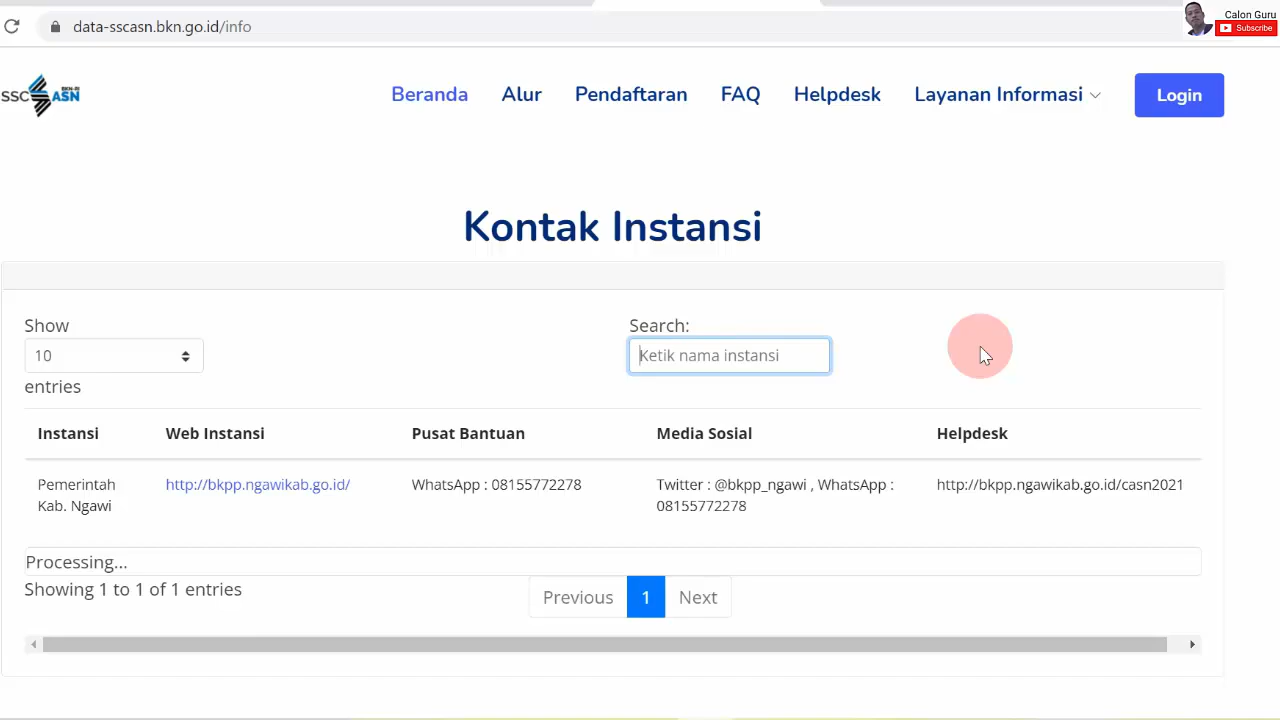 data-sscasn.bkn.go.id/info
Calon Guru
Subscribe
SSC ASN BKN-RI
Beranda Alur Pendaftaran FAQ Helpdesk Layanan Informasi Login
Kontak Instansi
Show
Search:
10
Ketik nama instansi
entries
Instansi Web Instansi Pusat Bantuan Media Sosial Helpdesk
Pemerintah http://bkpp.ngawikab.go.id/ WhatsApp : 08155772278 Twitter : @bkpp_ngawi , WhatsApp : http://bkpp.ngawikab.go.id/casn2021
Kab. Ngawi 08155772278
Processing...
Showing 1 to 1 of 1 entries
Previous 1 Next